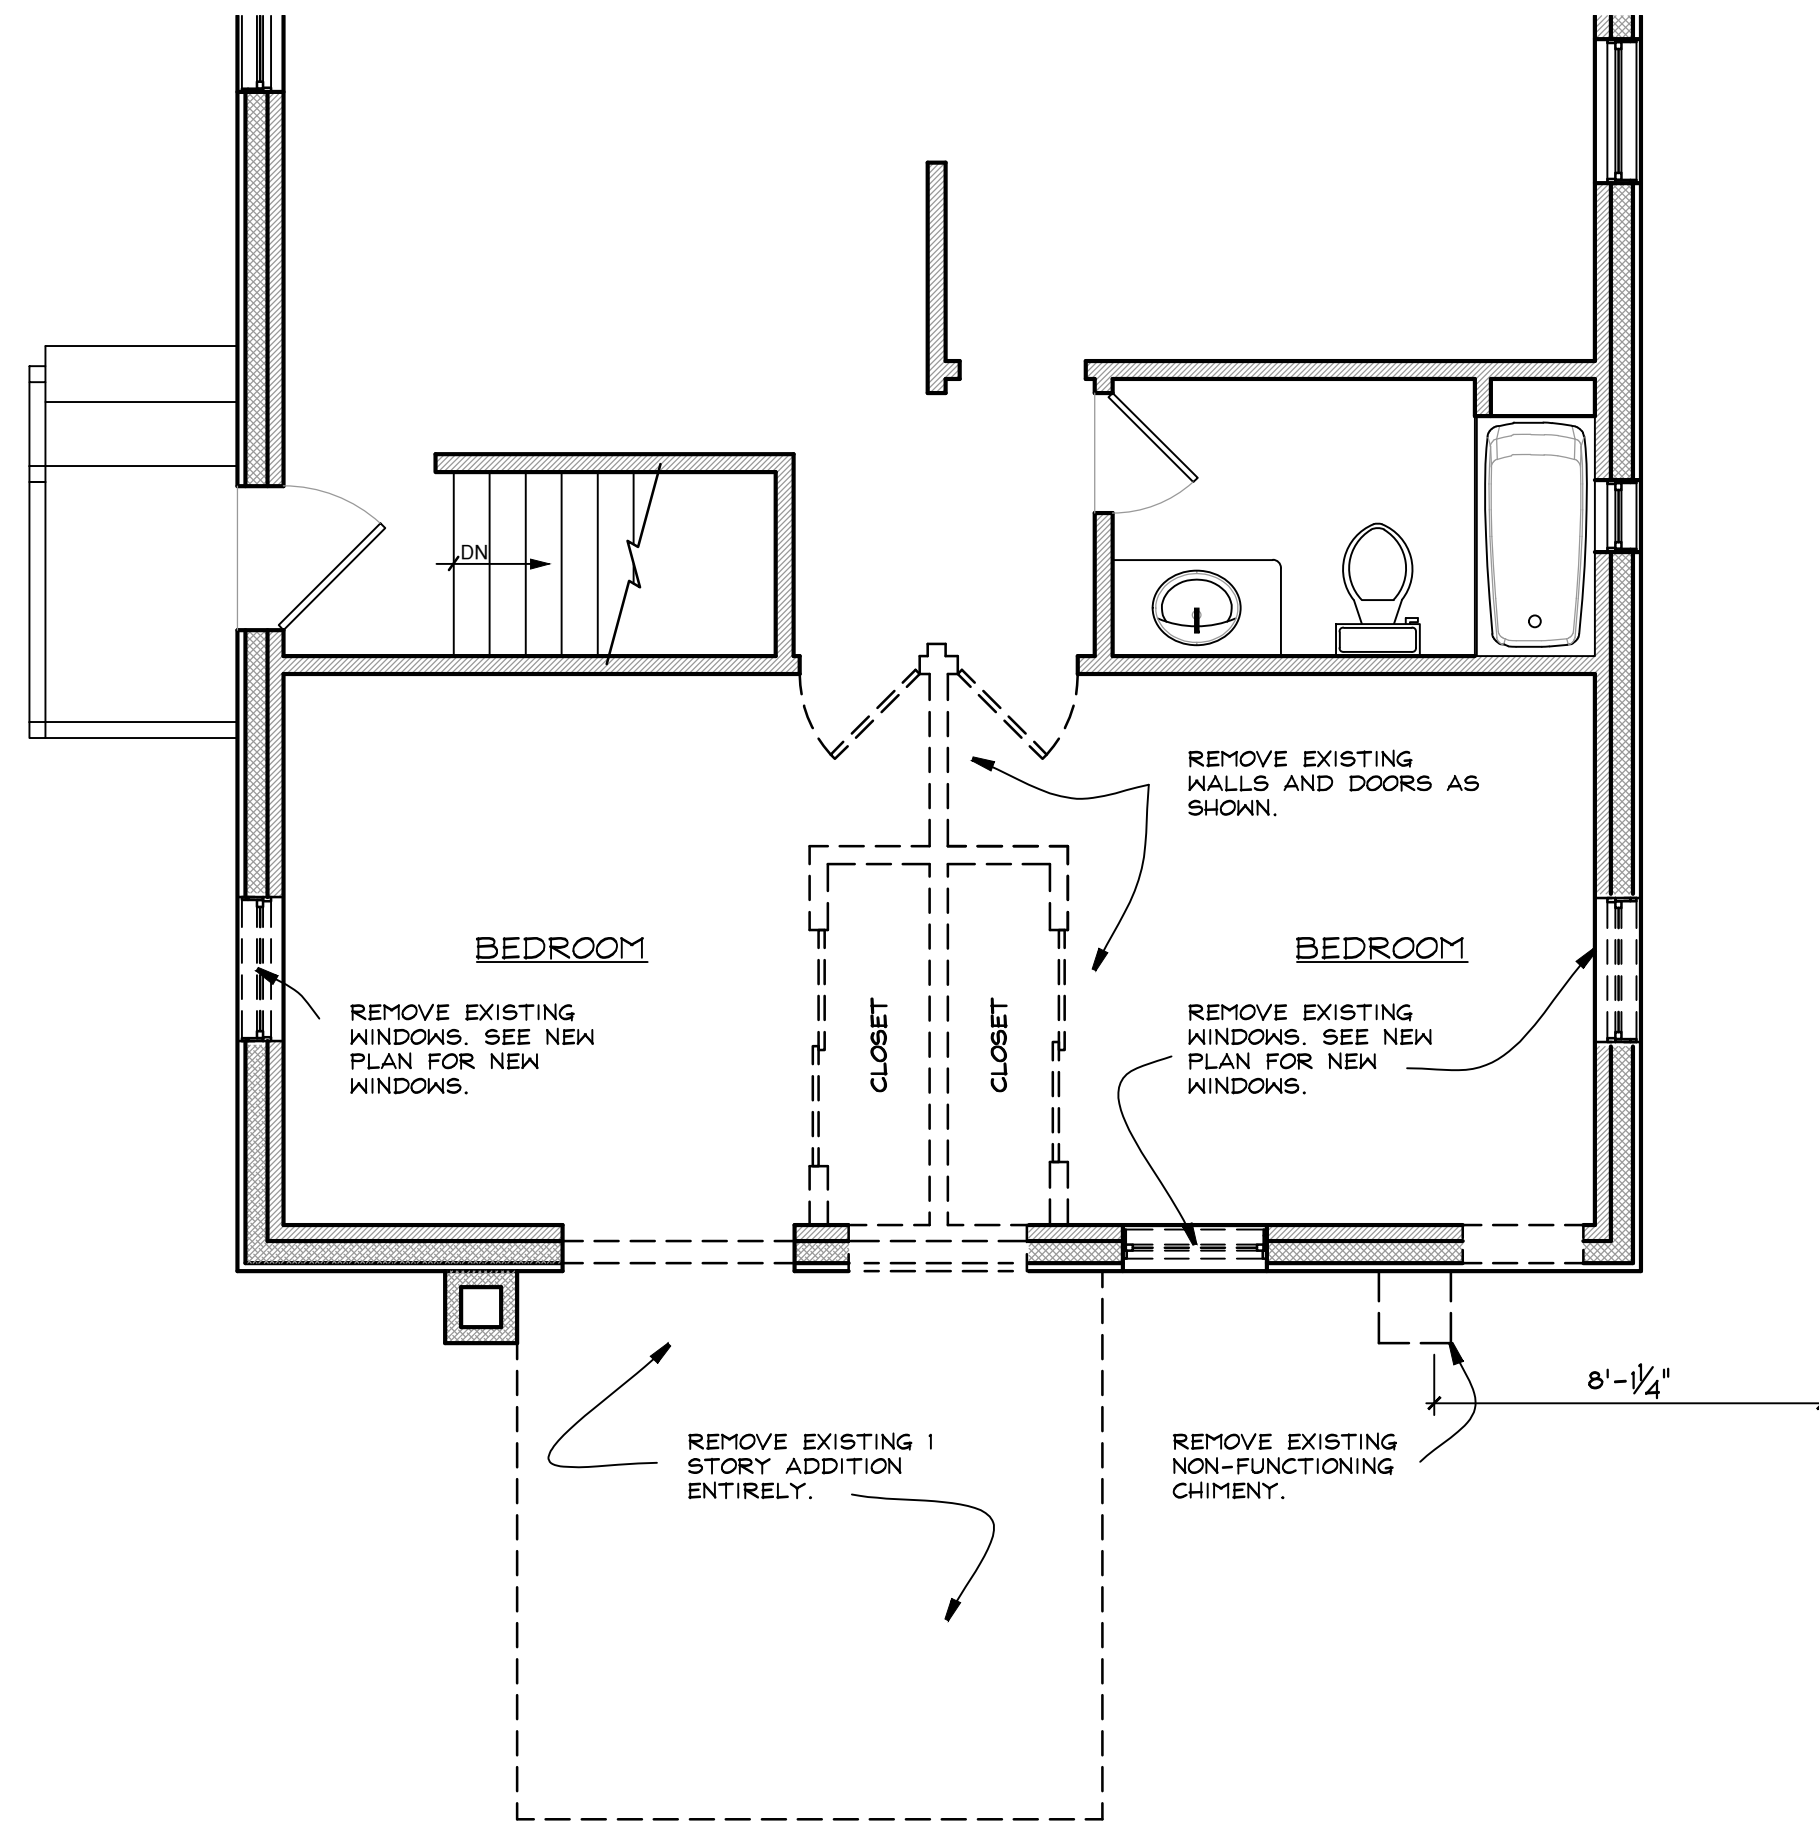 DN
REMOVE EXISTING
WALLS AND DOORS AS
SHOWN.
BEDROOM
BEDROOM
REMOVE EXISTING
WINDOWS. SEE NEW
PLAN FOR NEW
WINDOWS.
CLOSET
CLOSET
REMOVE EXISTING
WINDOWS. SEE NEW
PLAN FOR NEW
WINDOWS.
8'-1¼"
REMOVE EXISTING 1
STORY ADDITION
ENTIRELY.
REMOVE EXISTING
NON-FUNCTIONING
CHIMENY.